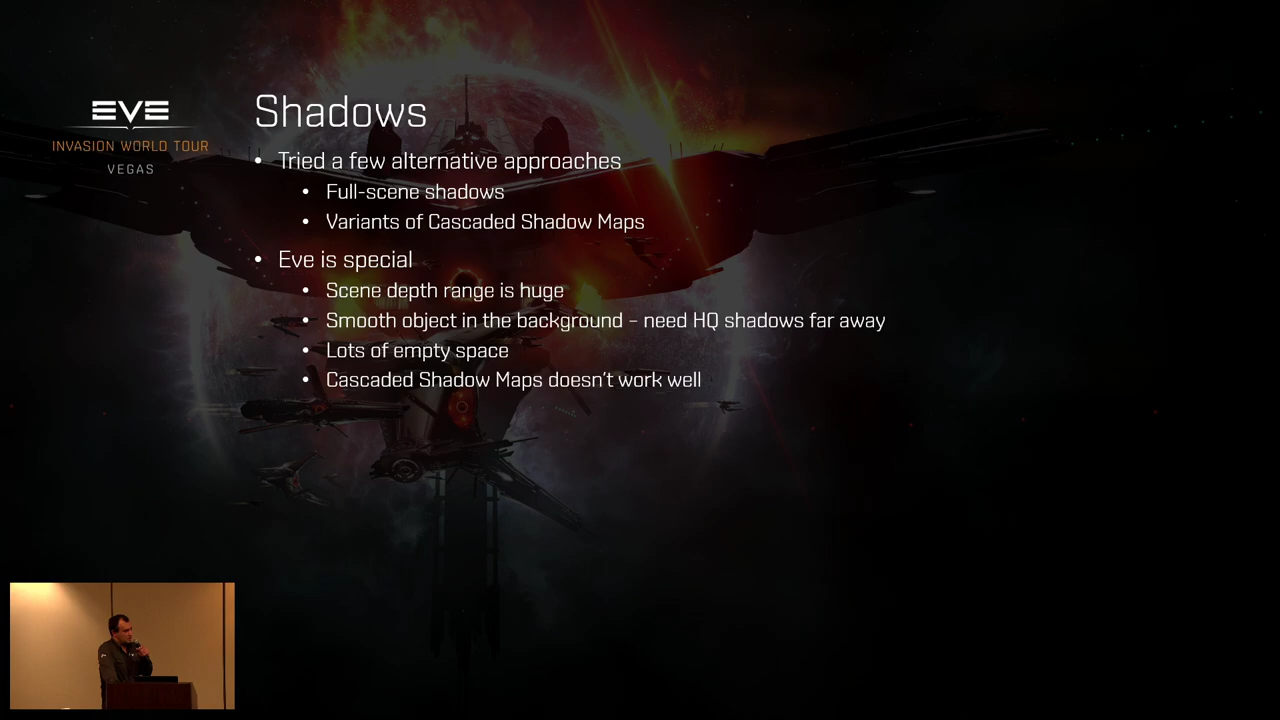 EVE
INVASION WORLD TOUR
VEGAS
Shadows
• Tried a few alternative approaches
• Full-scene shadows
• Variants of Cascaded Shadow Maps
• Eve is special
• Scene depth range is huge
• Smooth object in the background – need HQ shadows far away
• Lots of empty space
• Cascaded Shadow Maps doesn't work well